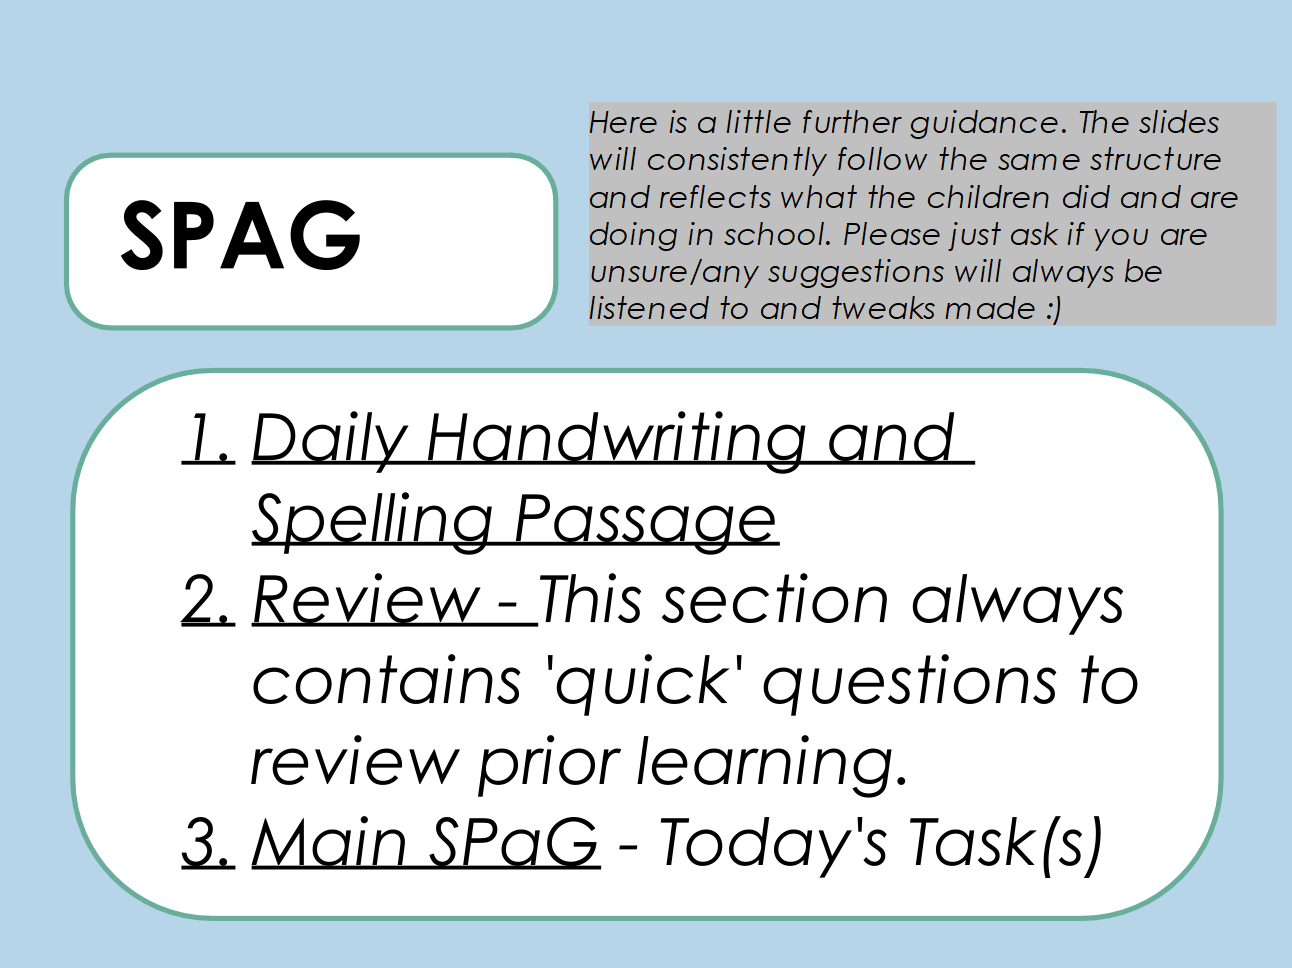 SPAG
Here is a little further guidance. The slides
will consistently follow the same structure
and reflects what the children did and are
doing in school. Please just ask if you are
unsure/any suggestions will always be
listened to and tweaks made :)
1. Daily Handwriting and
Spelling Passage
2. Review - This section always
contains 'quick' questions to
review prior learning.
3. Main SPaG - Today's Task(s)